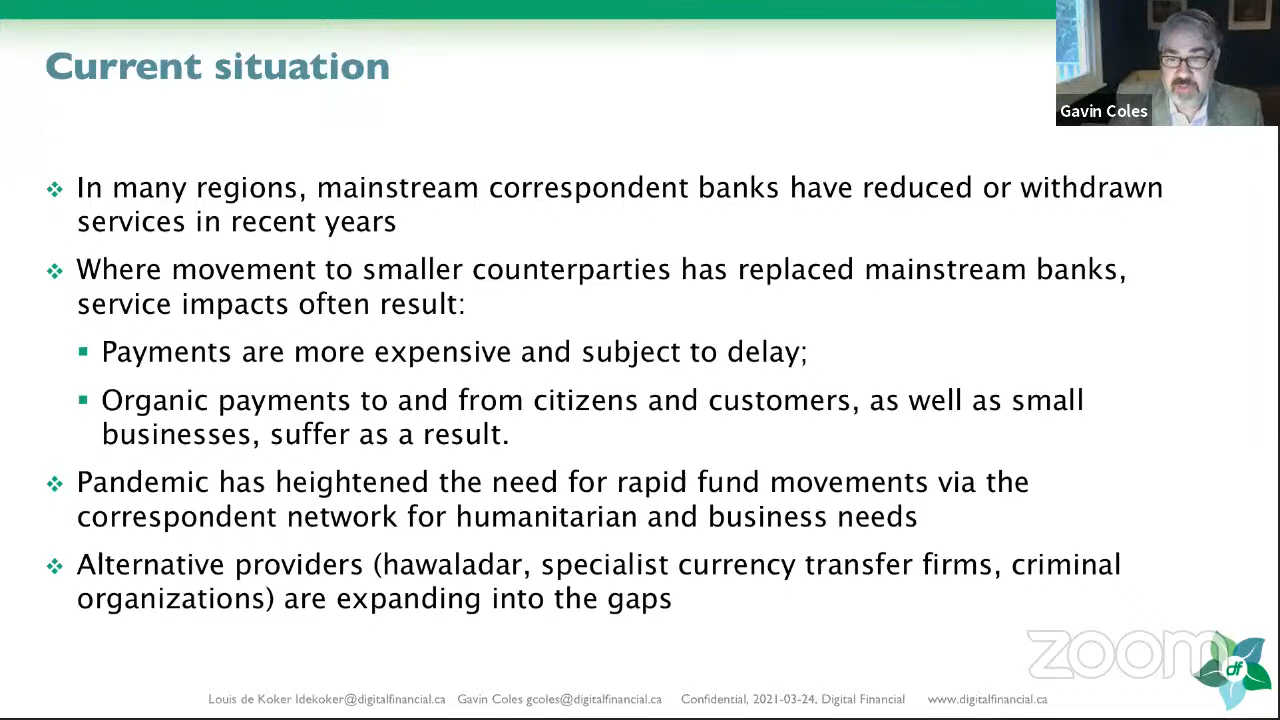 Current situation
Gavin Coles
In many regions, mainstream correspondent banks have reduced or withdrawn
services in recent years
Where movement to smaller counterparties has replaced mainstream banks,
service impacts often result:
Payments are more expensive and subject to delay;
Organic payments to and from citizens and customers, as well as small
businesses, suffer as a result.
Pandemic has heightened the need for rapid fund movements via the
correspondent network for humanitarian and business needs
Alternative providers (hawaladar, specialist currency transfer firms, criminal
organizations) are expanding into the gaps
zoom
df
Louis de Koker ldekoker@digitalfinancial.ca Gavin Coles gcoles@digitalfinancial.ca Confidential, 2021-03-24, Digital Financial www.digitalfinancial.ca